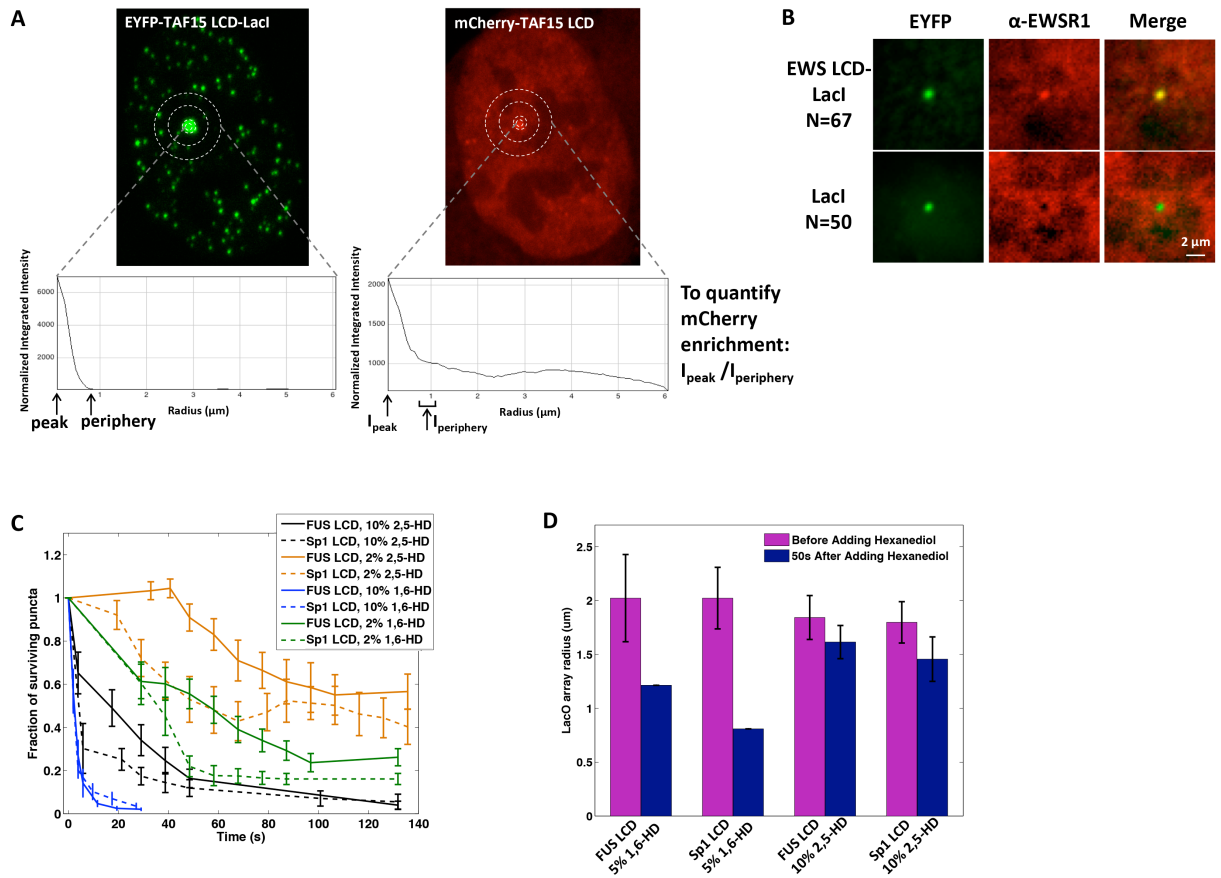 A
EYFP-TAF15 LCD-LacI
mCherry-TAF15 LCD
Normalized Integrated Intensity
6000
4000
2000
1
2
3
4
5
6
Radius (µm)
peak
periphery
Normalized Integrated Intensity
2000
1500
1000
1
2
3
4
5
6
Radius (µm)
Ipeak
Iperiphery
To quantify
mCherry
enrichment:
Ipeak /Iperiphery
B
EYFP
α-EWSR1
Merge
EWS LCD-
LacI
N=67
LacI
N=50
2 µm
C
FUS LCD, 10% 2,5-HD
Sp1 LCD, 10% 2,5-HD
FUS LCD, 2% 2,5-HD
Sp1 LCD, 2% 2,5-HD
FUS LCD, 10% 1,6-HD
Sp1 LCD, 10% 1,6-HD
FUS LCD, 2% 1,6-HD
Sp1 LCD, 2% 1,6-HD
Fraction of surviving puncta
1.2
1
0.8
0.6
0.4
0.2
0
0
20
40
60
80
100
120
140
Time (s)
D
Before Adding Hexanediol
50s After Adding Hexanediol
LacO array radius (um)
2.5
2
1.5
1
0.5
0
FUS LCD
5% 1,6-HD
Sp1 LCD
5% 1,6-HD
FUS LCD
10% 2,5-HD
Sp1 LCD
10% 2,5-HD